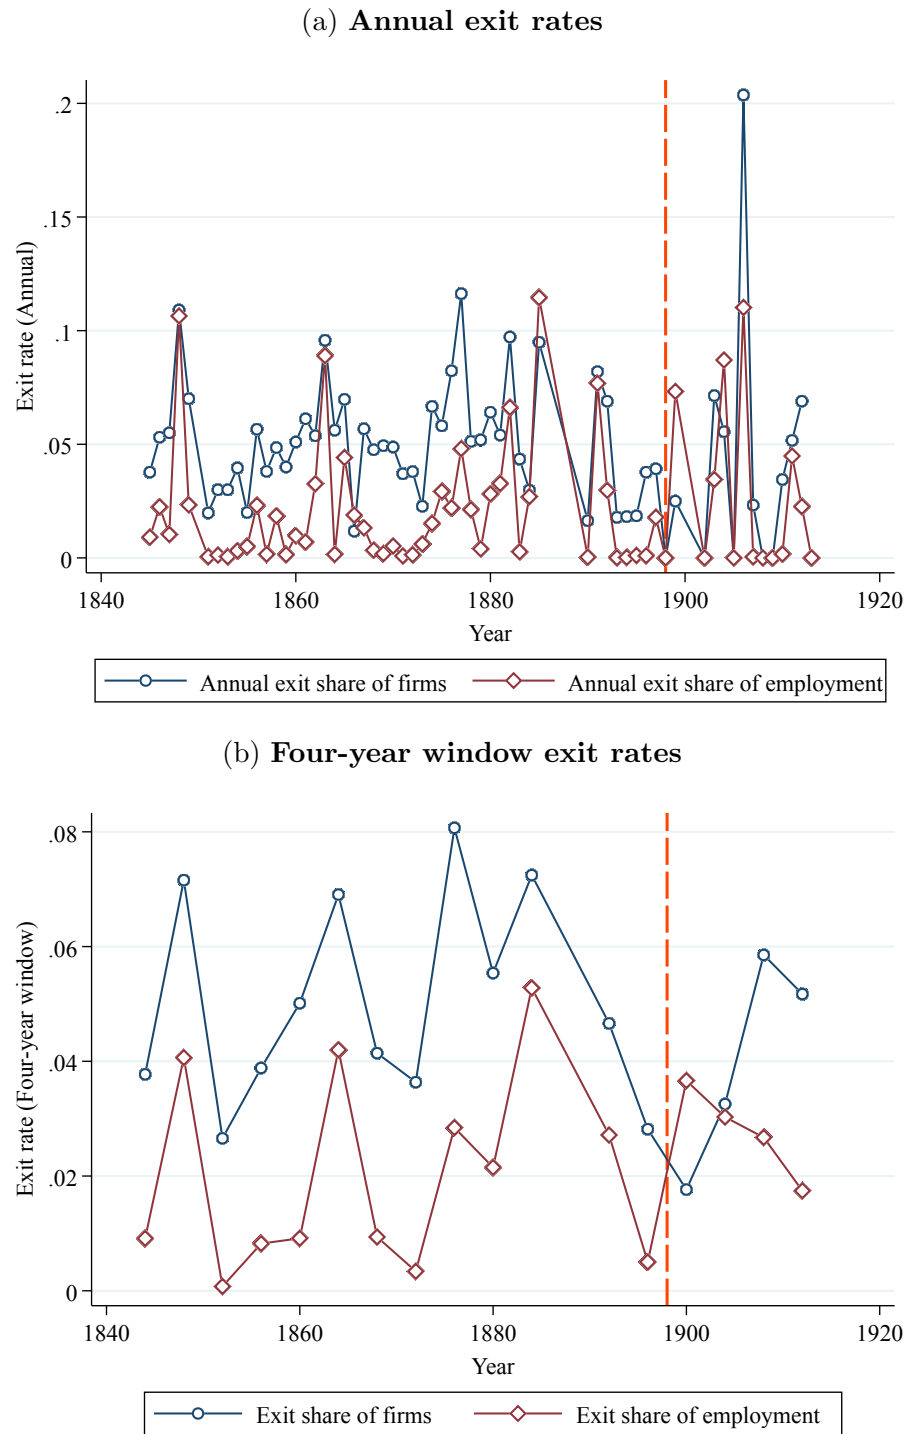 (a) Annual exit rates
.2
.15
.1
.05
0
Exit rate (Annual)
1840 1860 1880 1900 1920
Year
Annual exit share of firms Annual exit share of employment
(b) Four-year window exit rates
.08
.06
.04
.02
0
Exit rate (Four-year window)
1840 1860 1880 1900 1920
Year
Exit share of firms Exit share of employment